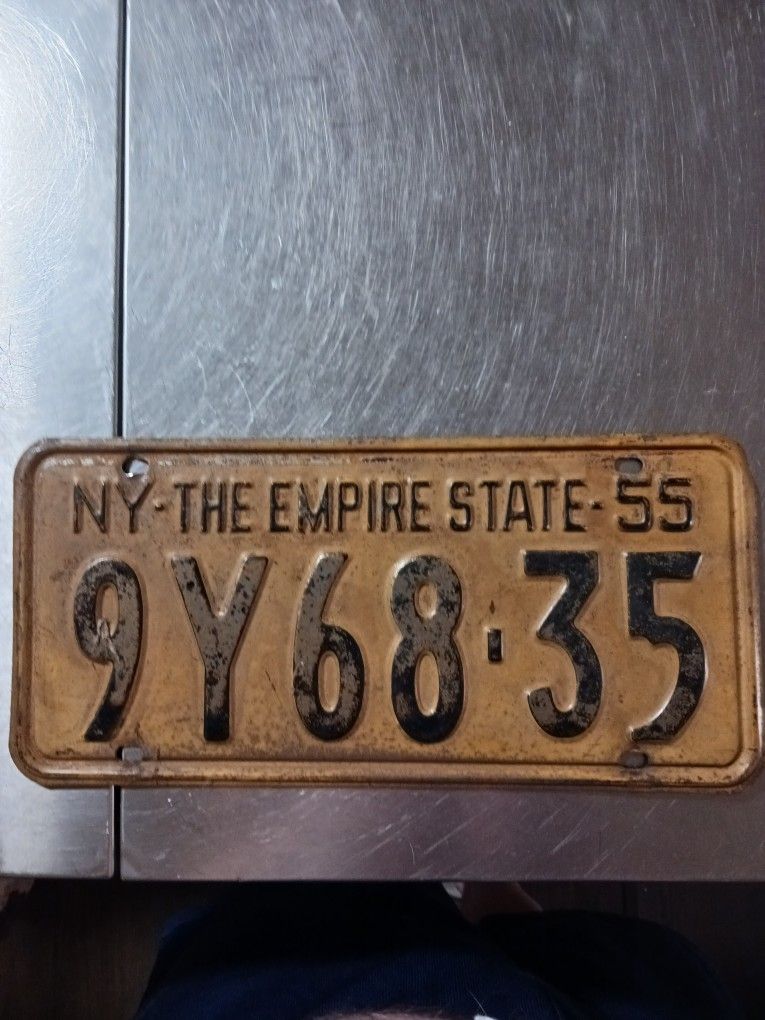 NY-THE EMPIRE STATE-55
9Y68-35